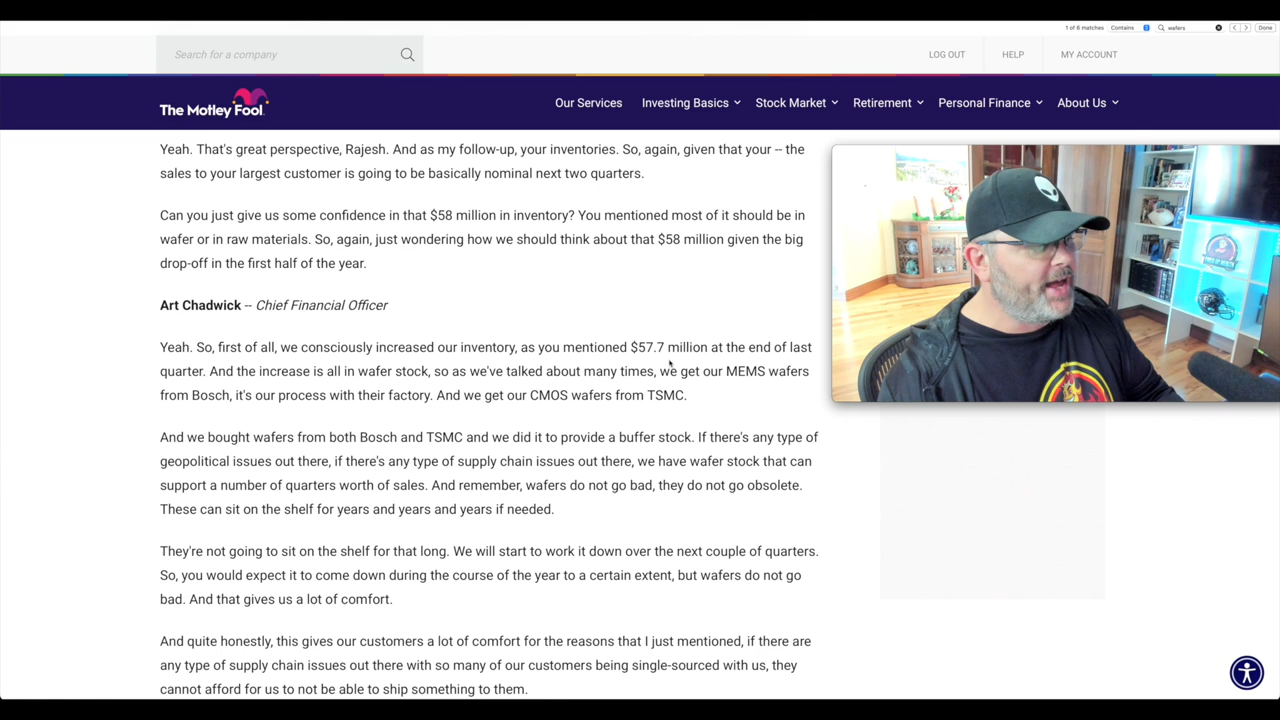 1 of 6 matches Contains wafers Done
Search for a company LOG OUT HELP MY ACCOUNT
The Motley Fool. Our Services Investing Basics Stock Market Retirement Personal Finance About Us
Yeah. That's great perspective, Rajesh. And as my follow-up, your inventories. So, again, given that your -- the
sales to your largest customer is going to be basically nominal next two quarters.
Can you just give us some confidence in that $58 million in inventory? You mentioned most of it should be in
wafer or in raw materials. So, again, just wondering how we should think about that $58 million given the big
drop-off in the first half of the year.
Art Chadwick -- Chief Financial Officer
Yeah. So, first of all, we consciously increased our inventory, as you mentioned $57.7 million at the end of last
quarter. And the increase is all in wafer stock, so as we've talked about many times, we get our MEMS wafers
from Bosch, it's our process with their factory. And we get our CMOS wafers from TSMC.
And we bought wafers from both Bosch and TSMC and we did it to provide a buffer stock. If there's any type of
geopolitical issues out there, if there's any type of supply chain issues out there, we have wafer stock that can
support a number of quarters worth of sales. And remember, wafers do not go bad, they do not go obsolete.
These can sit on the shelf for years and years and years if needed.
They're not going to sit on the shelf for that long. We will start to work it down over the next couple of quarters.
So, you would expect it to come down during the course of the year to a certain extent, but wafers do not go
bad. And that gives us a lot of comfort.
And quite honestly, this gives our customers a lot of comfort for the reasons that I just mentioned, if there are
any type of supply chain issues out there with so many of our customers being single-sourced with us, they
cannot afford for us to not be able to ship something to them.